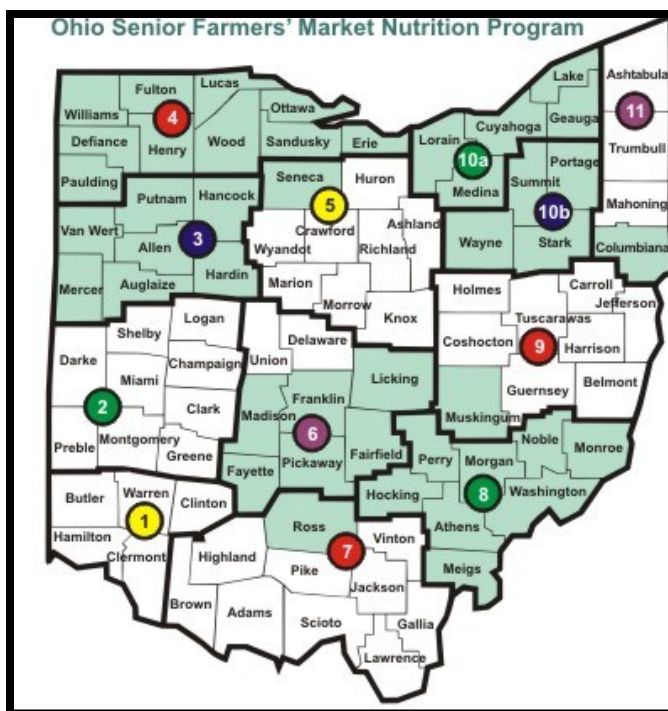 Ohio Senior Farmers' Market Nutrition Program
Lake
Ashtabula
Fulton
Lucas
11
Williams
4
Ottawa
Cuyahoga
Geauga
Lorain
Defiance
Henry
Wood
Sandusky
Erie
10a
Trumbull
Huron
Portage
Paulding
Seneca
Medina
Summit
Putnam
Hancock
5
Mahoning
10b
Van Wert
3
Crawford
Ashland
Allen
Wyandot
Richland
Wayne
Stark
Columbiana
Hardin
Mercer
Auglaize
Marion
Morrow
Holmes
Carroll
Jefferson
Logan
Knox
Tuscarawas
Shelby
Delaware
Coshocton
9
Harrison
Darke
Union
Champaign
Licking
Miami
Belmont
Franklin
Guernsey
2
Clark
Madison
Muskingum
6
Noble
Preble
Montgomery
Greene
Pickaway
Fairfield
Perry
Morgan
Monroe
Fayette
Butler
Warren
Clinton
Hocking
8
Washington
1
Ross
Athens
Hamilton
7
Vinton
Clermont
Highland
Pike
Meigs
Jackson
Brown
Adams
Scioto
Gallia
Lawrence